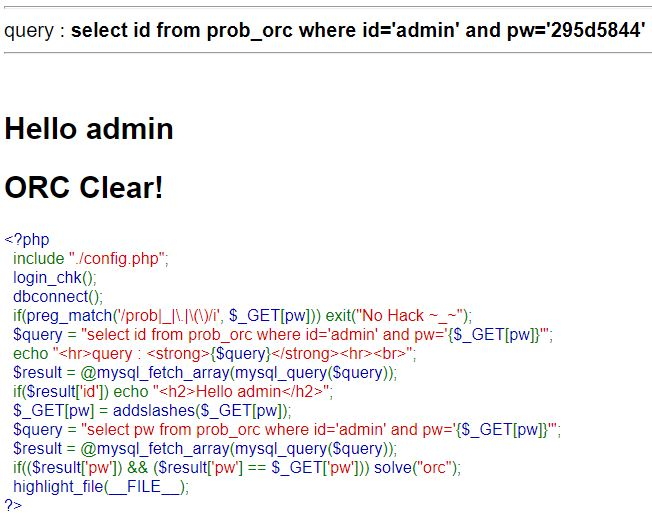 query : select id from prob_orc where id='admin' and pw='295d5844'
Hello admin
ORC Clear!
<?php
  include "./config.php";
  login_chk();
  dbconnect();
  if(preg_match('/prob|_|\.|\(\)/i', $_GET[pw])) exit("No Hack ~_~");
  $query = "select id from prob_orc where id='admin' and pw='{$_GET[pw]}'";
  echo "<hr>query : <strong>{$query}</strong><hr><br>";
  $result = @mysql_fetch_array(mysql_query($query));
  if($result['id']) echo "<h2>Hello admin</h2>";
  $_GET[pw] = addslashes($_GET[pw]);
  $query = "select pw from prob_orc where id='admin' and pw='{$_GET[pw]}'";
  $result = @mysql_fetch_array(mysql_query($query));
  if(($result['pw']) && ($result['pw'] == $_GET['pw'])) solve("orc");
  highlight_file(__FILE__);
?>